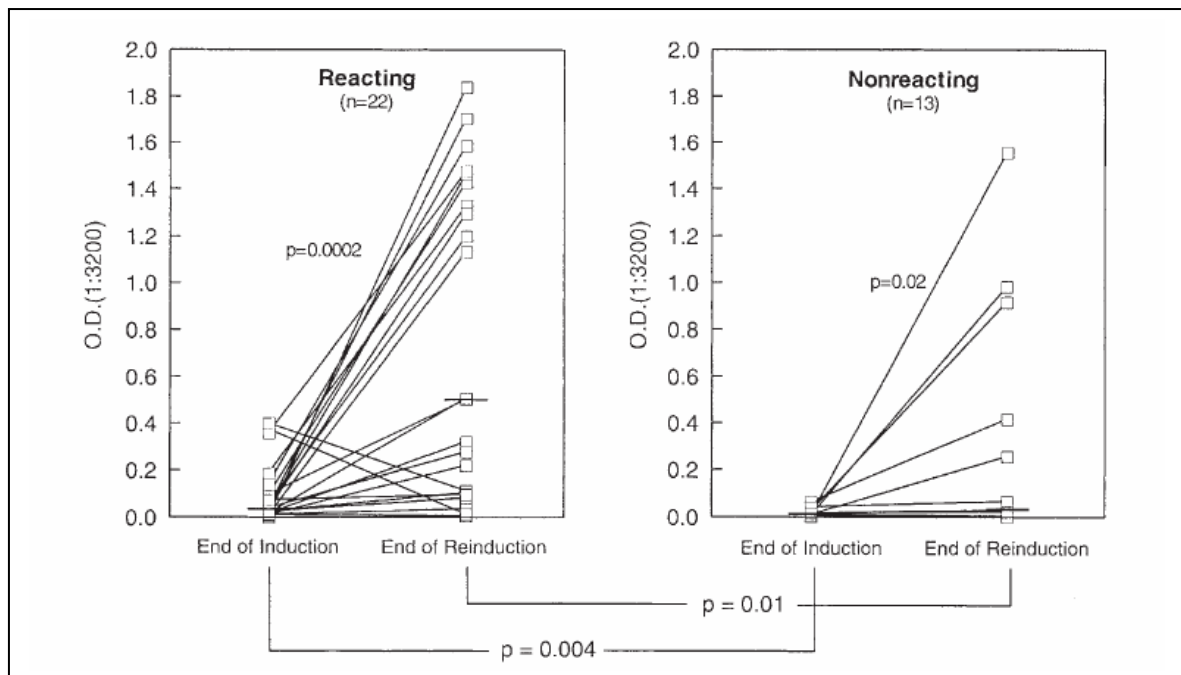 2.0
1.8
1.6
1.4
1.2
1.0
0.8
0.6
0.4
0.2
0.0
O.D.(1:3200)
Reacting
(n=22)
p=0.0002
End of Induction End of Reinduction
2.0
1.8
1.6
1.4
1.2
1.0
0.8
0.6
0.4
0.2
0.0
O.D.(1:3200)
Nonreacting
(n=13)
p=0.02
End of Induction End of Reinduction
p = 0.01
p = 0.004